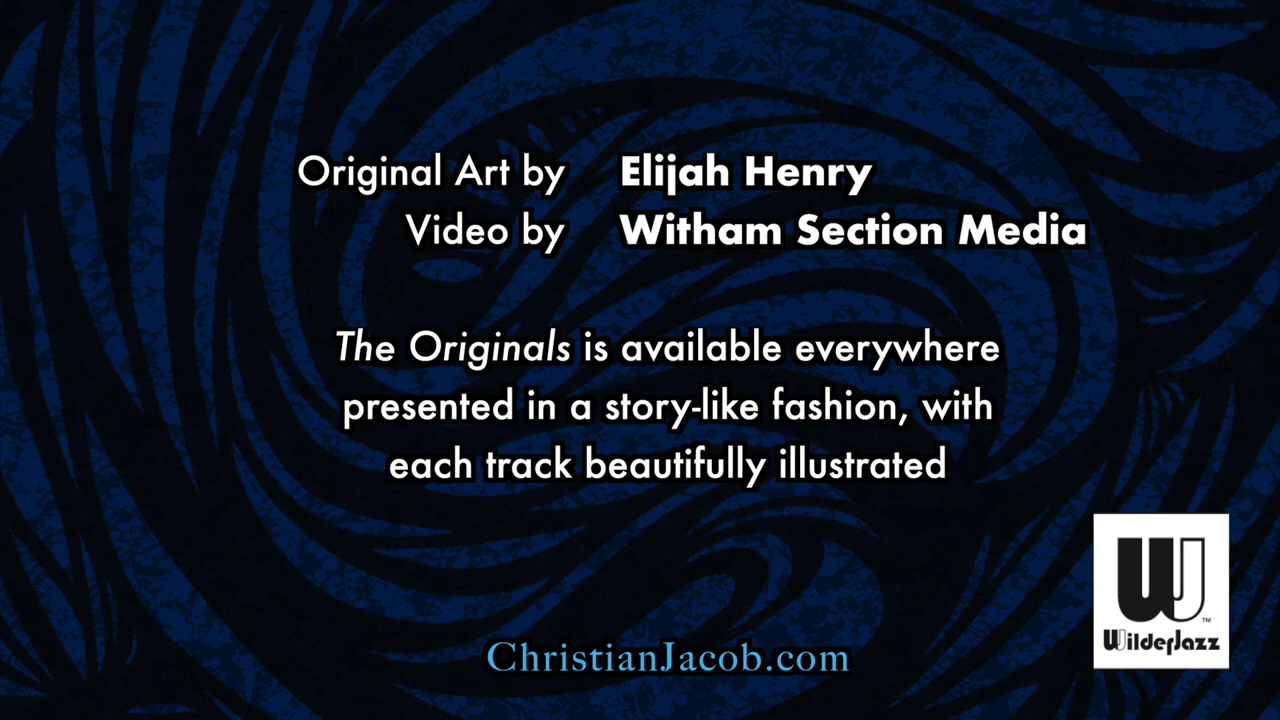 Original Art by Elijah Henry
Video by Witham Section Media
The Originals is available everywhere
presented in a story-like fashion, with
each track beautifully illustrated
WJ™
WilderJazz
ChristianJacob.com